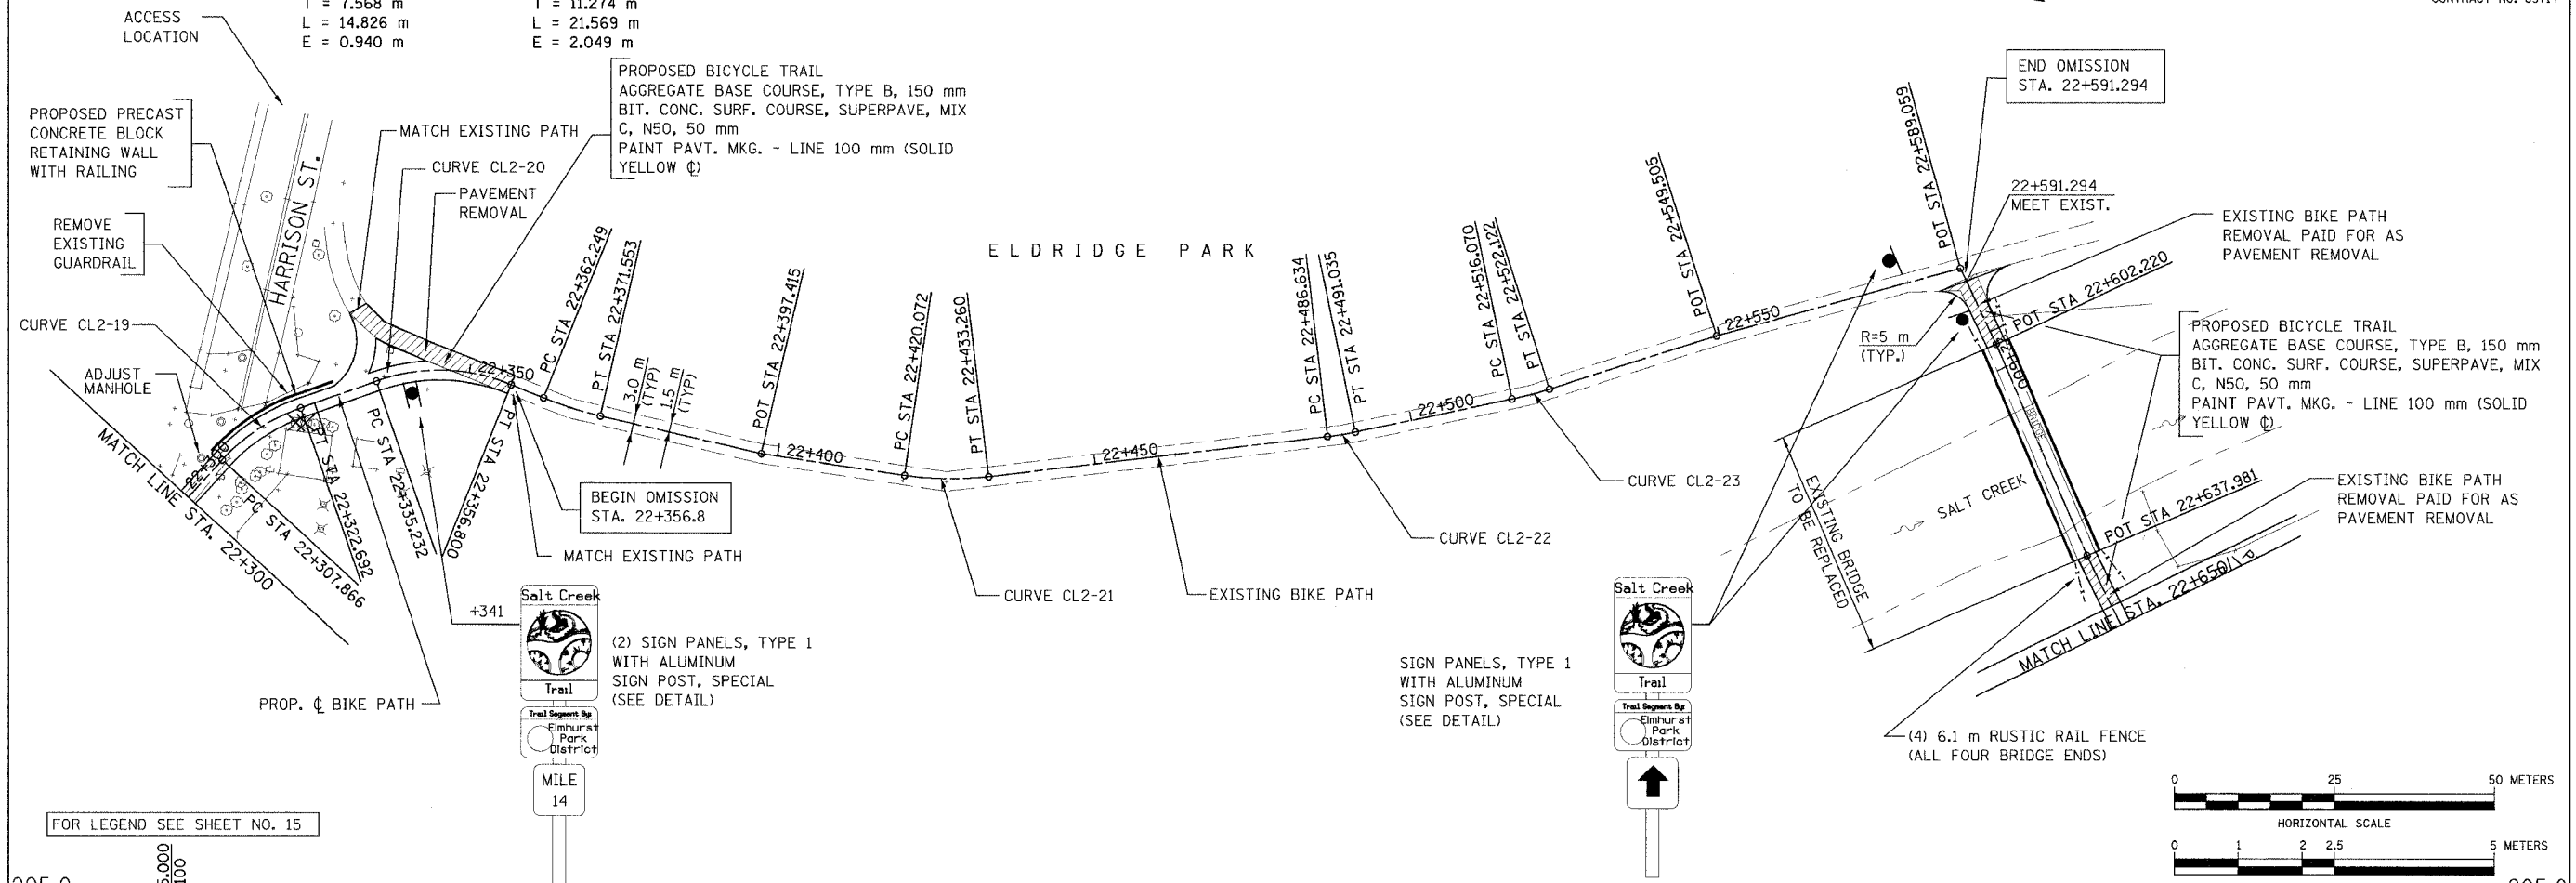 T = 7.568 m
L = 14.826 m
E = 0.940 m
T = 11.274 m
L = 21.569 m
E = 2.049 m
ACCESS
LOCATION
PROPOSED PRECAST
CONCRETE BLOCK
RETAINING WALL
WITH RAILING
REMOVE
EXISTING
GUARDRAIL
CURVE CL2-19
ADJUST
MANHOLE
HARRISON ST.
MATCH EXISTING PATH
CURVE CL2-20
PAVEMENT
REMOVAL
PROPOSED BICYCLE TRAIL
AGGREGATE BASE COURSE, TYPE B, 150 mm
BIT. CONC. SURF. COURSE, SUPERPAVE, MIX
C, N50, 50 mm
PAINT PAVT. MKG. - LINE 100 mm (SOLID
YELLOW ℄)
ELDRIDGE PARK
MATCH LINE STA. 22+300
PC STA 22+307.866
PT STA 22+322.692
PC STA 22+335.232
PT STA 22+356.800
22+350
PC STA 22+362.249
PT STA 22+371.553
3.0 m
(TYP)
1.5 m
(TYP)
POT STA 22+397.415
22+400
PC STA 22+420.072
PT STA 22+433.260
22+450
PC STA 22+486.634
PT STA 22+491.035
22+500
PC STA 22+516.070
PT STA 22+522.122
POT STA 22+549.505
22+550
POT STA 22+589.059
END OMISSION
STA. 22+591.294
22+591.294
MEET EXIST.
EXISTING BIKE PATH
REMOVAL PAID FOR AS
PAVEMENT REMOVAL
POT STA 22+602.220
R=5 m
(TYP.)
22+600
BRIDGE
PROPOSED BICYCLE TRAIL
AGGREGATE BASE COURSE, TYPE B, 150 mm
BIT. CONC. SURF. COURSE, SUPERPAVE, MIX
C, N50, 50 mm
PAINT PAVT. MKG. - LINE 100 mm (SOLID
YELLOW ℄)
BEGIN OMISSION
STA. 22+356.8
MATCH EXISTING PATH
CURVE CL2-21
EXISTING BIKE PATH
CURVE CL2-22
CURVE CL2-23
EXISTING BRIDGE
TO BE REPLACED
SALT CREEK
POT STA 22+637.981
EXISTING BIKE PATH
REMOVAL PAID FOR AS
PAVEMENT REMOVAL
MATCH LINE STA. 22+650
+341
PROP. ℄ BIKE PATH
Salt Creek
Trail
Trail Segment By:
Elmhurst
Park
District
MILE
14
(2) SIGN PANELS, TYPE 1
WITH ALUMINUM
SIGN POST, SPECIAL
(SEE DETAIL)
SIGN PANELS, TYPE 1
WITH ALUMINUM
SIGN POST, SPECIAL
(SEE DETAIL)
Salt Creek
Trail
Trail Segment By:
Elmhurst
Park
District
(4) 6.1 m RUSTIC RAIL FENCE
(ALL FOUR BRIDGE ENDS)
FOR LEGEND SEE SHEET NO. 15
0 25 50 METERS
HORIZONTAL SCALE
0 1 2 2.5 5 METERS